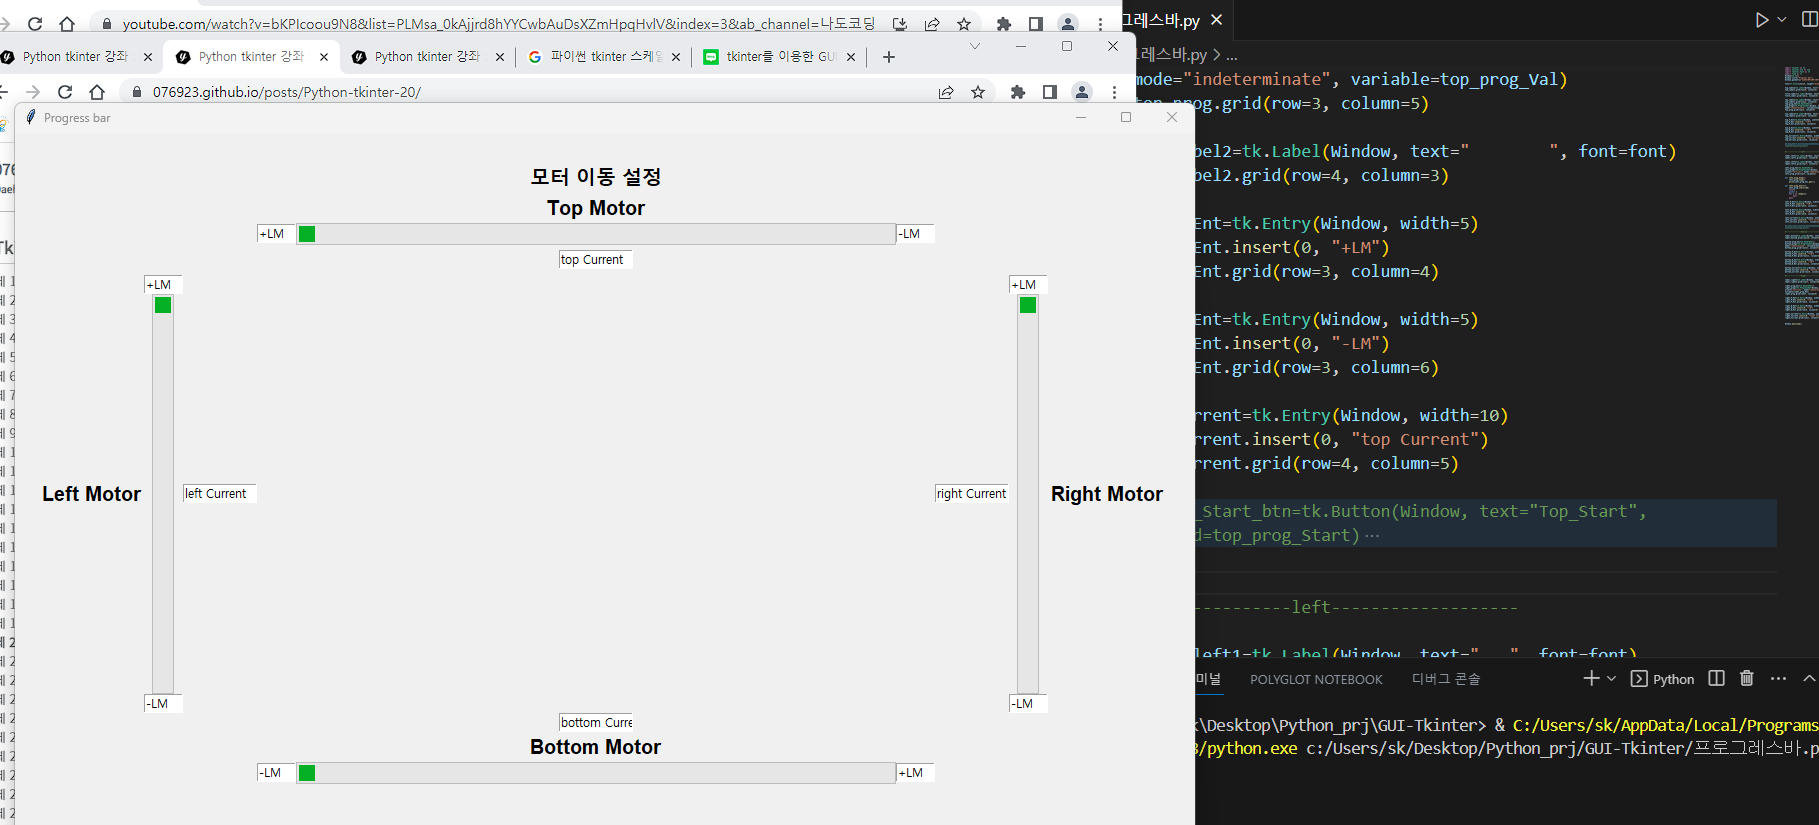 youtube.com/watch?v=bKPIcoou9N8&list=PLMsa_0kAjjrd8hYYCwbAuDsXZmHpqHvlV&index=3&ab_channel=나도코딩
Python tkinter 강좌
Python tkinter 강좌
Python tkinter 강좌
파이썬 tkinter 스케일
tkinter를 이용한 GU
076923.github.io/posts/Python-tkinter-20/
Progress bar
모터 이동 설정
Top Motor
+LM
-LM
top Current
+LM
+LM
Left Motor
left Current
right Current
Right Motor
-LM
-LM
bottom Curre
Bottom Motor
-LM
+LM
그레스바.py
그레스바.py > ...
mode="indeterminate", variable=top_prog_Val)
top_prog.grid(row=3, column=5)
bel2=tk.Label(Window, text="        ", font=font)
bel2.grid(row=4, column=3)
Ent=tk.Entry(Window, width=5)
Ent.insert(0, "+LM")
Ent.grid(row=3, column=4)
Ent=tk.Entry(Window, width=5)
Ent.insert(0, "-LM")
Ent.grid(row=3, column=6)
rrent=tk.Entry(Window, width=10)
rrent.insert(0, "top Current")
rrent.grid(row=4, column=5)
_Start_btn=tk.Button(Window, text="Top_Start",
d=top_prog_Start)…
----------left-------------------
left1=tk.Label(Window, text="   ", font=font)
미널
POLYGLOT NOTEBOOK
디버그 콘솔
Python
k\Desktop\Python_prj\GUI-Tkinter> & C:/Users/sk/AppData/Local/Programs
3/python.exe c:/Users/sk/Desktop/Python_prj/GUI-Tkinter/프로그레스바.p